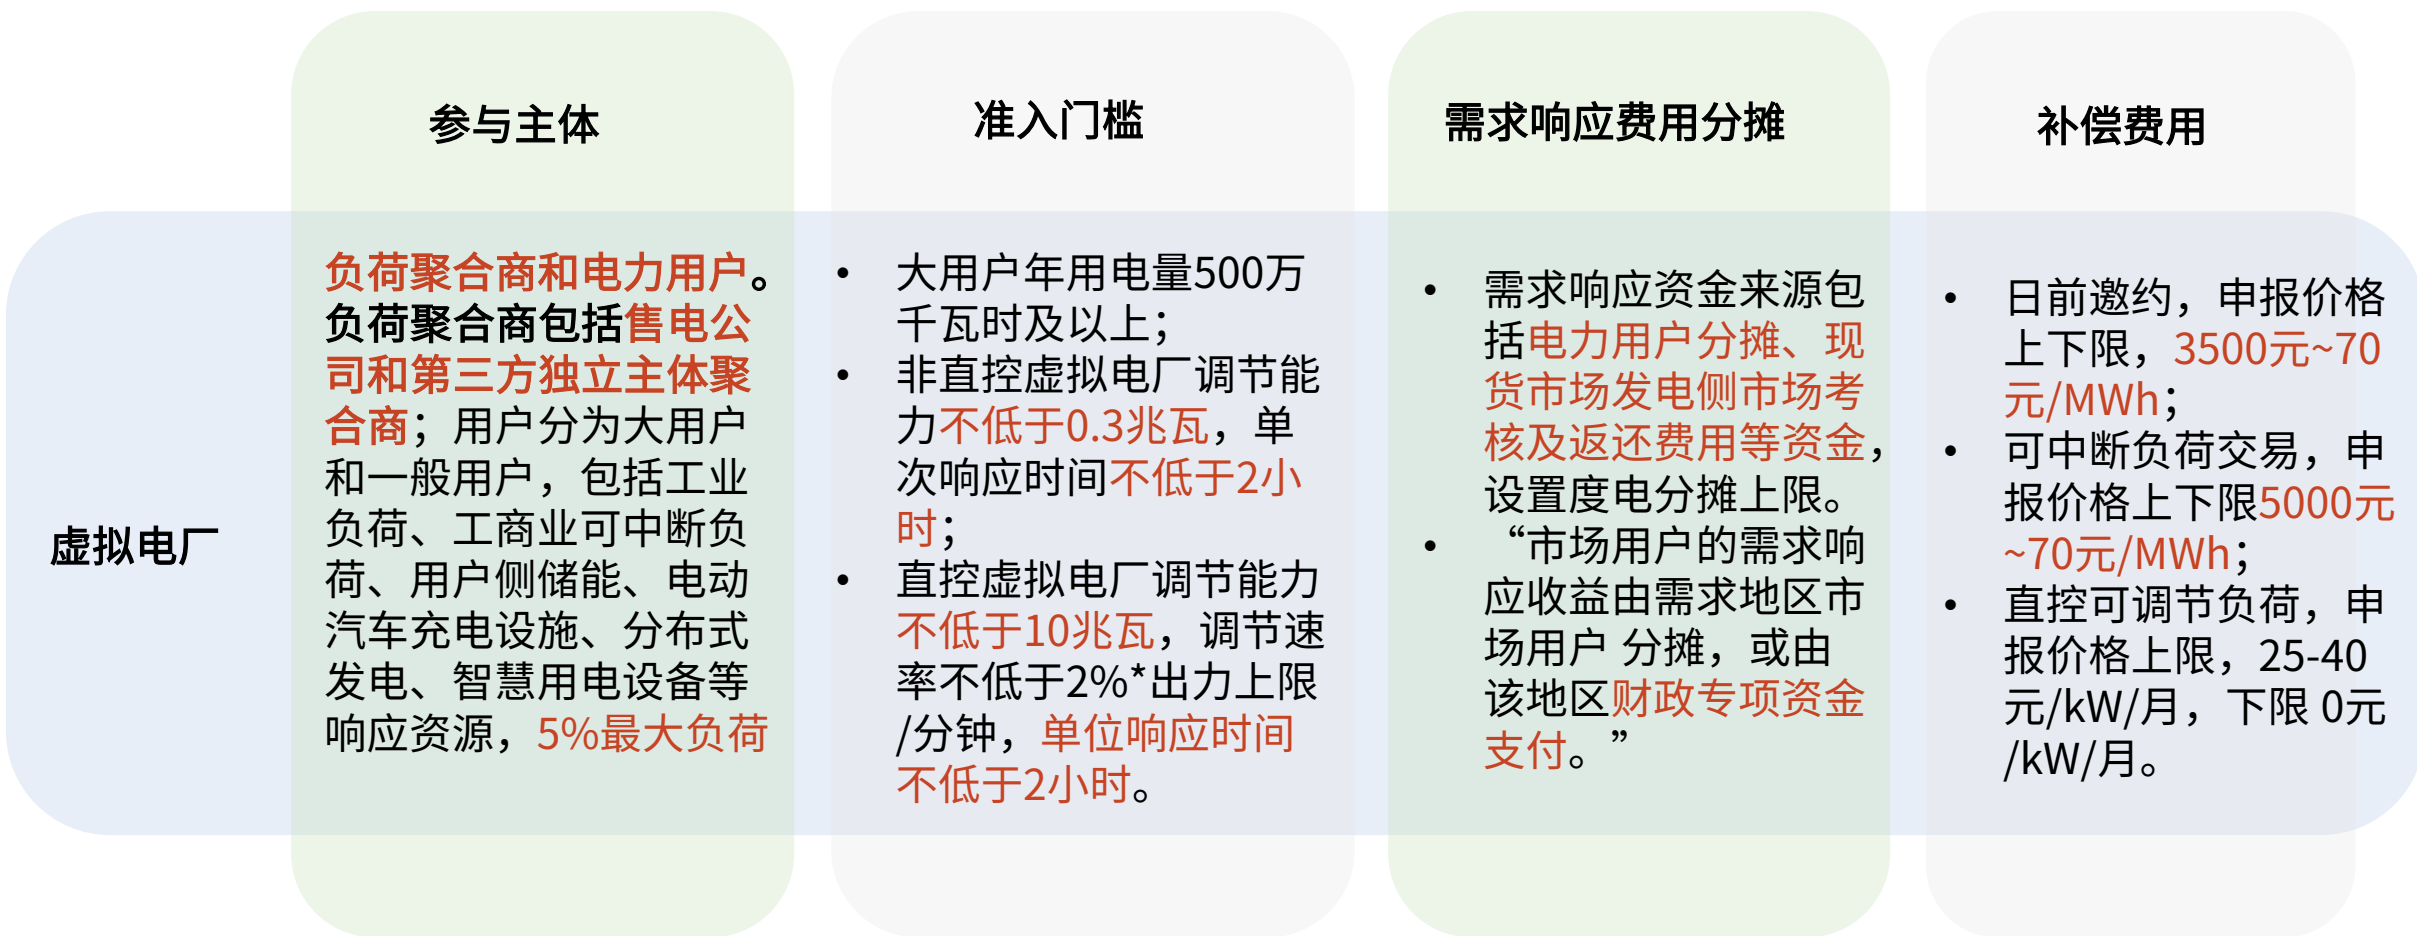 参与主体
准入门槛
需求响应费用分摊
补偿费用
虚拟电厂
负荷聚合商和电力用户。
负荷聚合商包括售电公
司和第三方独立主体聚
合商；用户分为大用户
和一般用户，包括工业
负荷、工商业可中断负
荷、用户侧储能、电动
汽车充电设施、分布式
发电、智慧用电设备等
响应资源，5%最大负荷
• 大用户年用电量500万
千瓦时及以上；
• 非直控虚拟电厂调节能
力不低于0.3兆瓦，单
次响应时间不低于2小
时；
• 直控虚拟电厂调节能力
不低于10兆瓦，调节速
率不低于2%*出力上限
/分钟，单位响应时间
不低于2小时。
• 需求响应资金来源包
括电力用户分摊、现
货市场发电侧市场考
核及返还费用等资金，
设置度电分摊上限。
• “市场用户的需求响
应收益由需求地区市
场用户 分摊，或由
该地区财政专项资金
支付。”
• 日前邀约，申报价格
上下限，3500元~70
元/MWh；
• 可中断负荷交易，申
报价格上下限5000元
~70元/MWh；
• 直控可调节负荷，申
报价格上限，25-40
元/kW/月，下限 0元
/kW/月。